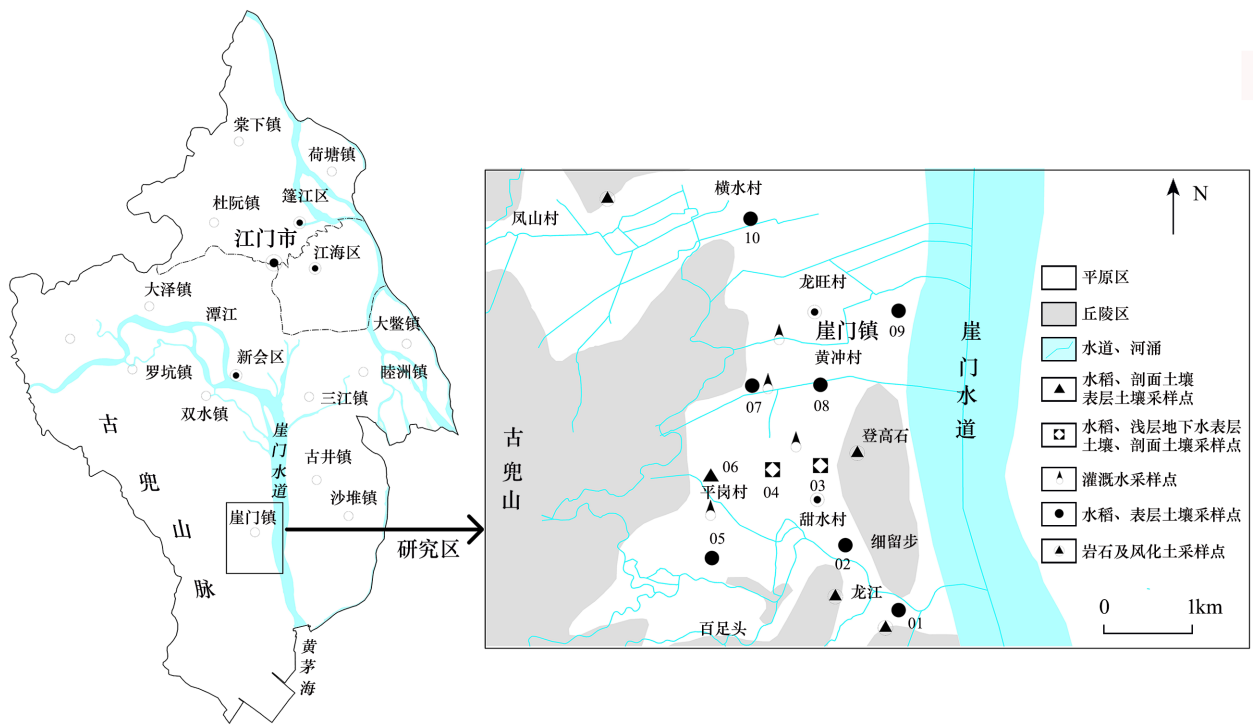 棠下镇
荷塘镇
杜阮镇
篷江区
江门市
江海区
大泽镇
潭江
大鳌镇
新会区
罗坑镇
睦洲镇
双水镇
三江镇
古兜山脉
崖门水道
古井镇
沙堆镇
崖门镇
研究区
黄茅海
横水村
凤山村
10
N
龙旺村
崖门镇
09
黄冲村
07
08
崖门水道
登高石
古兜山
06
平岗村
04
03
甜水村
05
02
细留步
龙江
01
百足头
平原区
丘陵区
水道、河涌
水稻、剖面土壤
表层土壤采样点
水稻、浅层地下水表层
土壤、剖面土壤采样点
灌溉水采样点
水稻、表层土壤采样点
岩石及风化土采样点
0
1km